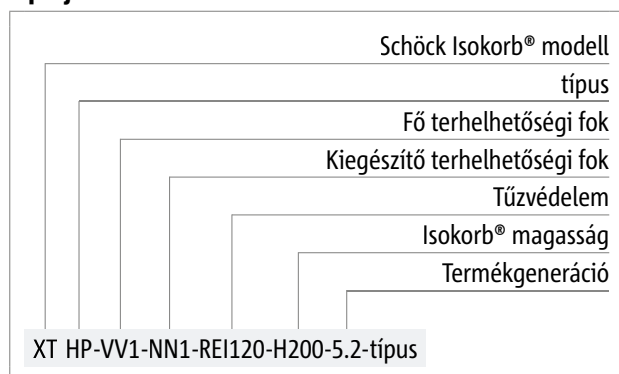 Schöck Isokorb® modell
típus
Fő terhelhetőségi fok
Kiegészítő terhelhetőségi fok
Tűzvédelem
Isokorb® magasság
Termékgeneráció
XT HP-VV1-NN1-REI120-H200-5.2-típus